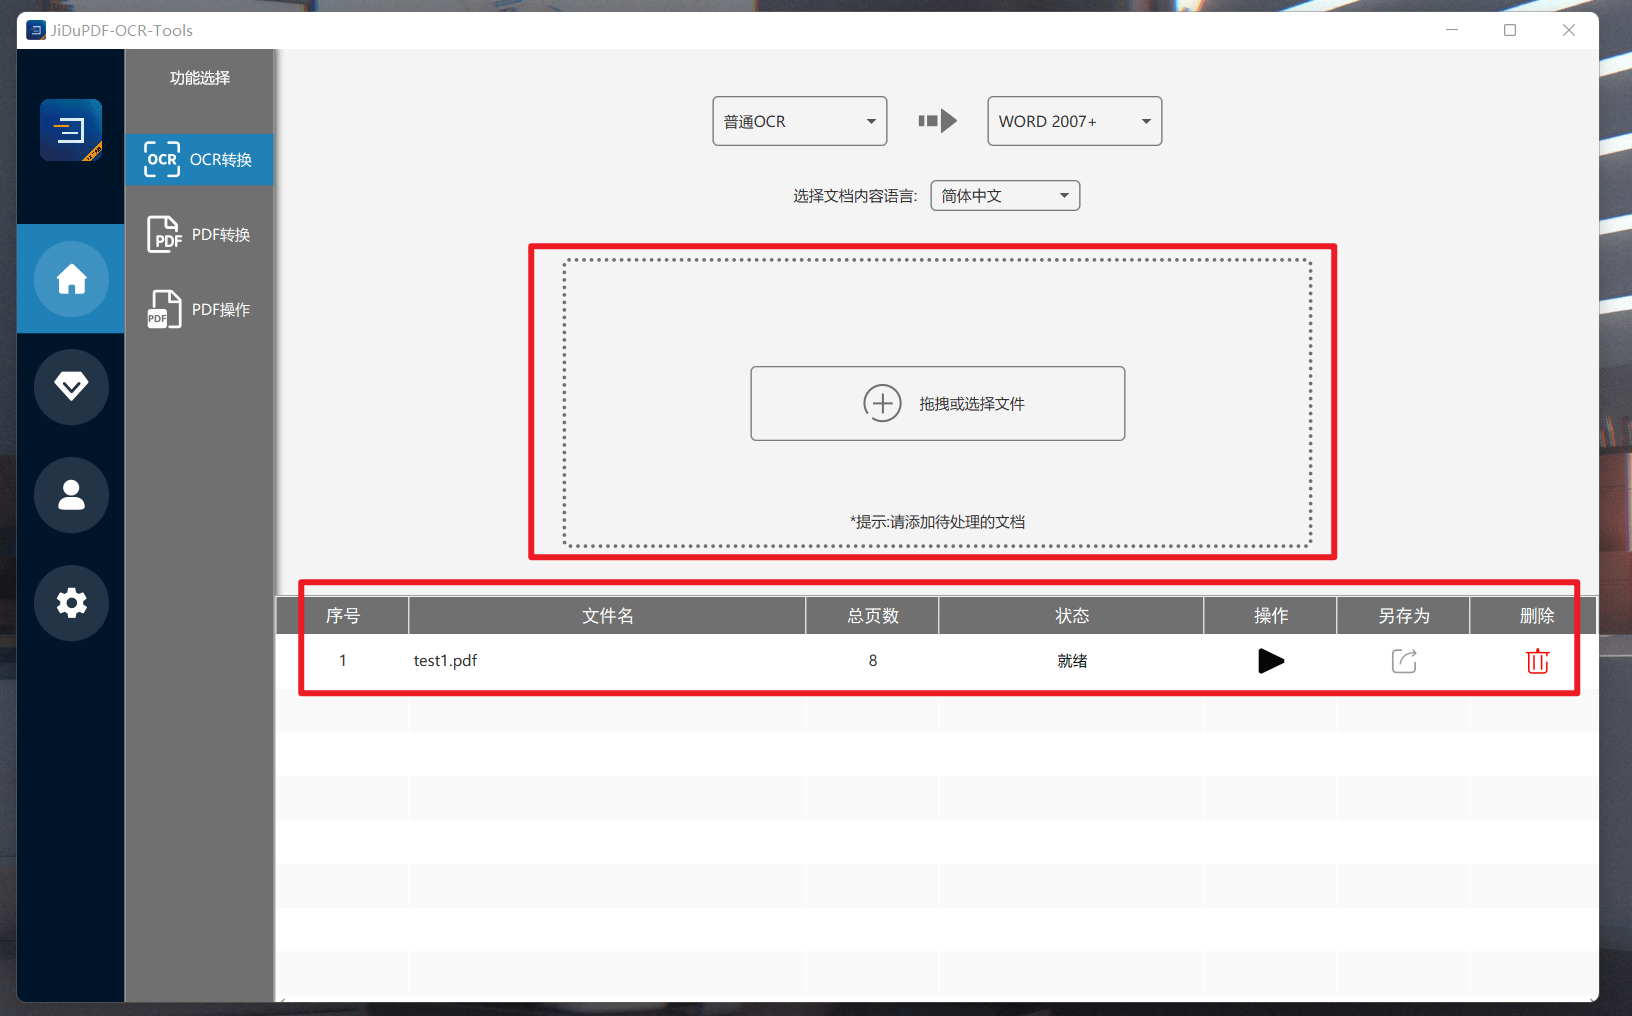 JiDuPDF-OCR-Tools
功能选择
OCR
OCR转换
PDF
PDF转换
PDF
PDF操作
普通OCR
WORD 2007+
选择文档内容语言:
简体中文
拖拽或选择文件
*提示:请添加待处理的文档
序号 文件名 总页数 状态 操作 另存为 删除
1 test1.pdf 8 就绪